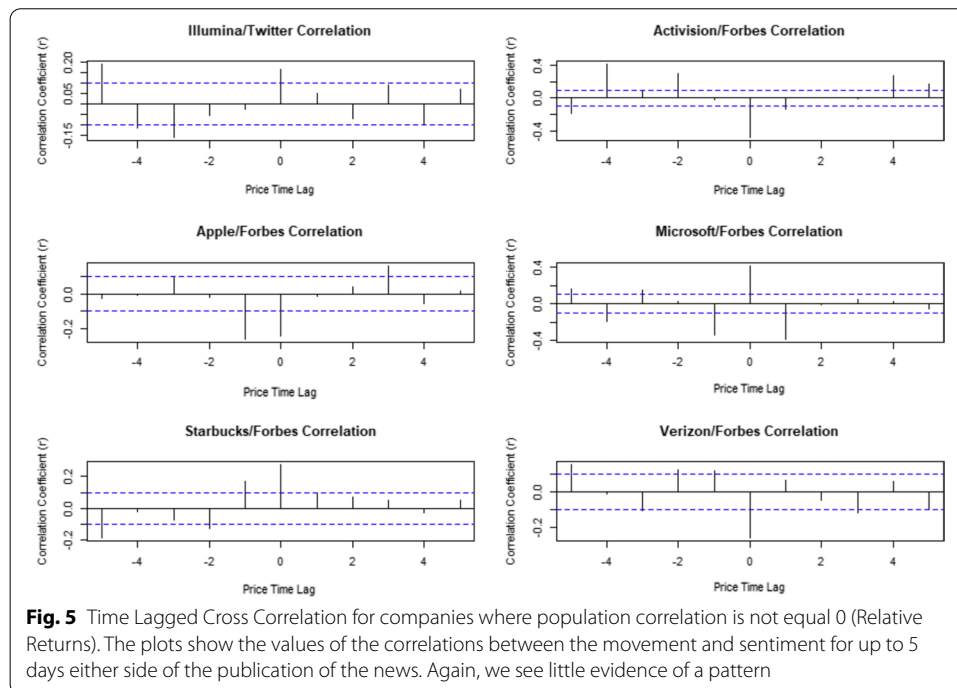 Illumina/Twitter Correlation
Correlation Coefficient (r)
0.20
0.05
-0.15
-4 -2 0 2 4
Price Time Lag
Activision/Forbes Correlation
Correlation Coefficient (r)
0.4
0.0
-0.4
-4 -2 0 2 4
Price Time Lag
Apple/Forbes Correlation
Correlation Coefficient (r)
0.0
-0.2
-4 -2 0 2 4
Price Time Lag
Microsoft/Forbes Correlation
Correlation Coefficient (r)
0.4
0.0
-0.4
-4 -2 0 2 4
Price Time Lag
Starbucks/Forbes Correlation
Correlation Coefficient (r)
0.2
0.0
-0.2
-4 -2 0 2 4
Price Time Lag
Verizon/Forbes Correlation
Correlation Coefficient (r)
0.0
-0.2
-4 -2 0 2 4
Price Time Lag
Fig. 5 Time Lagged Cross Correlation for companies where population correlation is not equal 0 (Relative
Returns). The plots show the values of the correlations between the movement and sentiment for up to 5
days either side of the publication of the news. Again, we see little evidence of a pattern